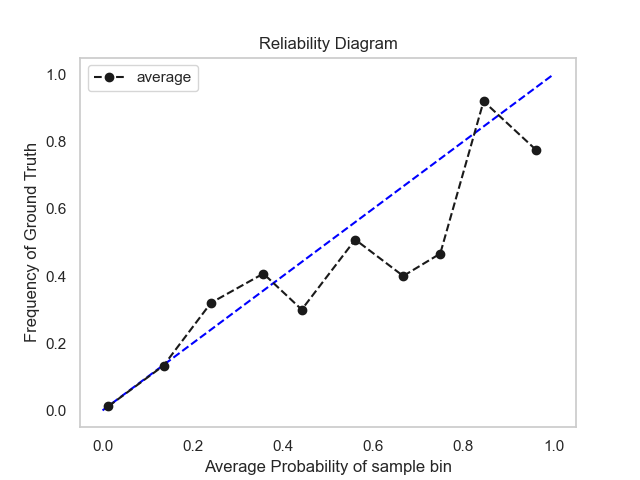 Reliability Diagram
average
Frequency of Ground Truth
1.0
0.8
0.6
0.4
0.2
0.0
0.0 0.2 0.4 0.6 0.8 1.0
Average Probability of sample bin